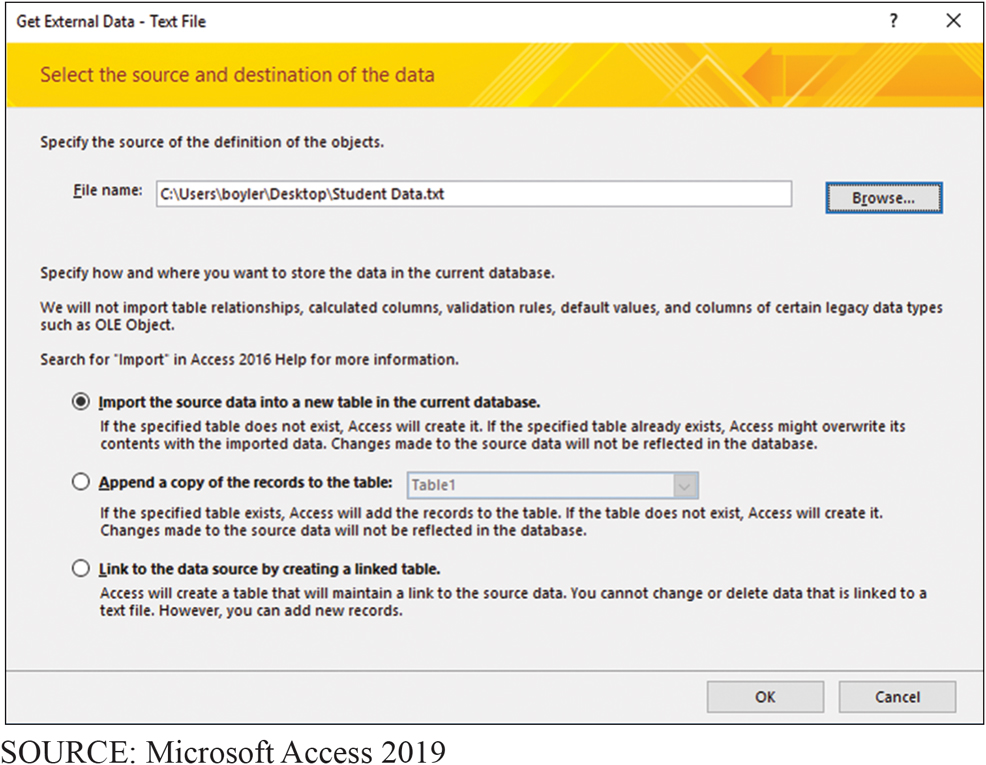 Get External Data - Text File
Select the source and destination of the data
Specify the source of the definition of the objects.
File name: C:\Users\boyler\Desktop\Student Data.txt Browse...
Specify how and where you want to store the data in the current database.
We will not import table relationships, calculated columns, validation rules, default values, and columns of certain legacy data types
such as OLE Object.
Search for "Import" in Access 2016 Help for more information.
Import the source data into a new table in the current database.
If the specified table does not exist, Access will create it. If the specified table already exists, Access might overwrite its
contents with the imported data. Changes made to the source data will not be reflected in the database.
Append a copy of the records to the table: Table1
If the specified table exists, Access will add the records to the table. If the table does not exist, Access will create it.
Changes made to the source data will not be reflected in the database.
Link to the data source by creating a linked table.
Access will create a table that will maintain a link to the source data. You cannot change or delete data that is linked to a
text file. However, you can add new records.
OK Cancel
SOURCE: Microsoft Access 2019